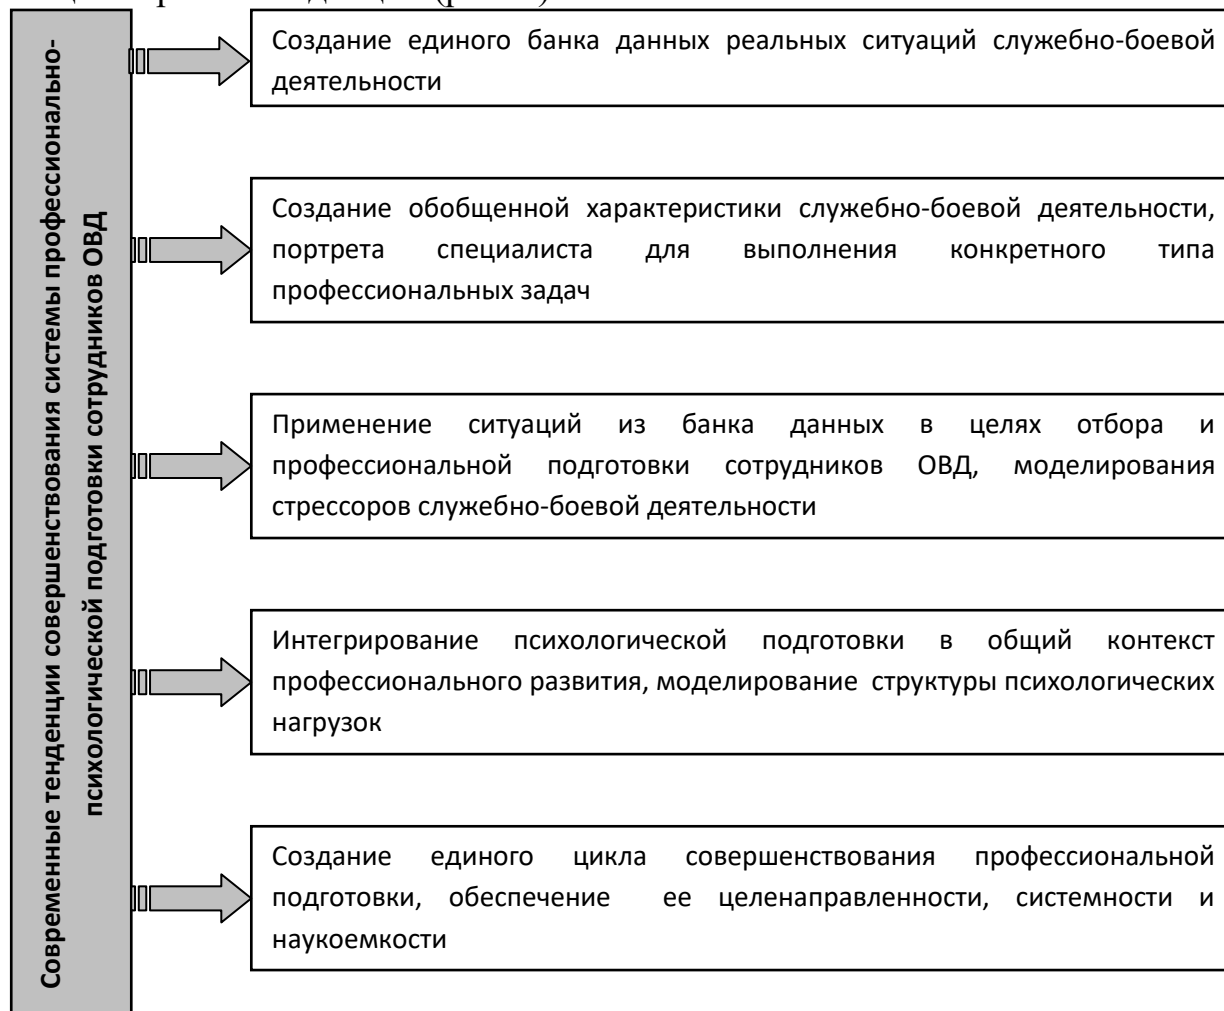 Современные тенденции совершенствования системы профессионально-
психологической подготовки сотрудников ОВД
Создание единого банка данных реальных ситуаций служебно-боевой
деятельности
Создание обобщенной характеристики служебно-боевой деятельности,
портрета специалиста для выполнения конкретного типа
профессиональных задач
Применение ситуаций из банка данных в целях отбора и
профессиональной подготовки сотрудников ОВД, моделирования
стрессоров служебно-боевой деятельности
Интегрирование психологической подготовки в общий контекст
профессионального развития, моделирование структуры психологических
нагрузок
Создание единого цикла совершенствования профессиональной
подготовки, обеспечение ее целенаправленности, системности и
наукоемкости